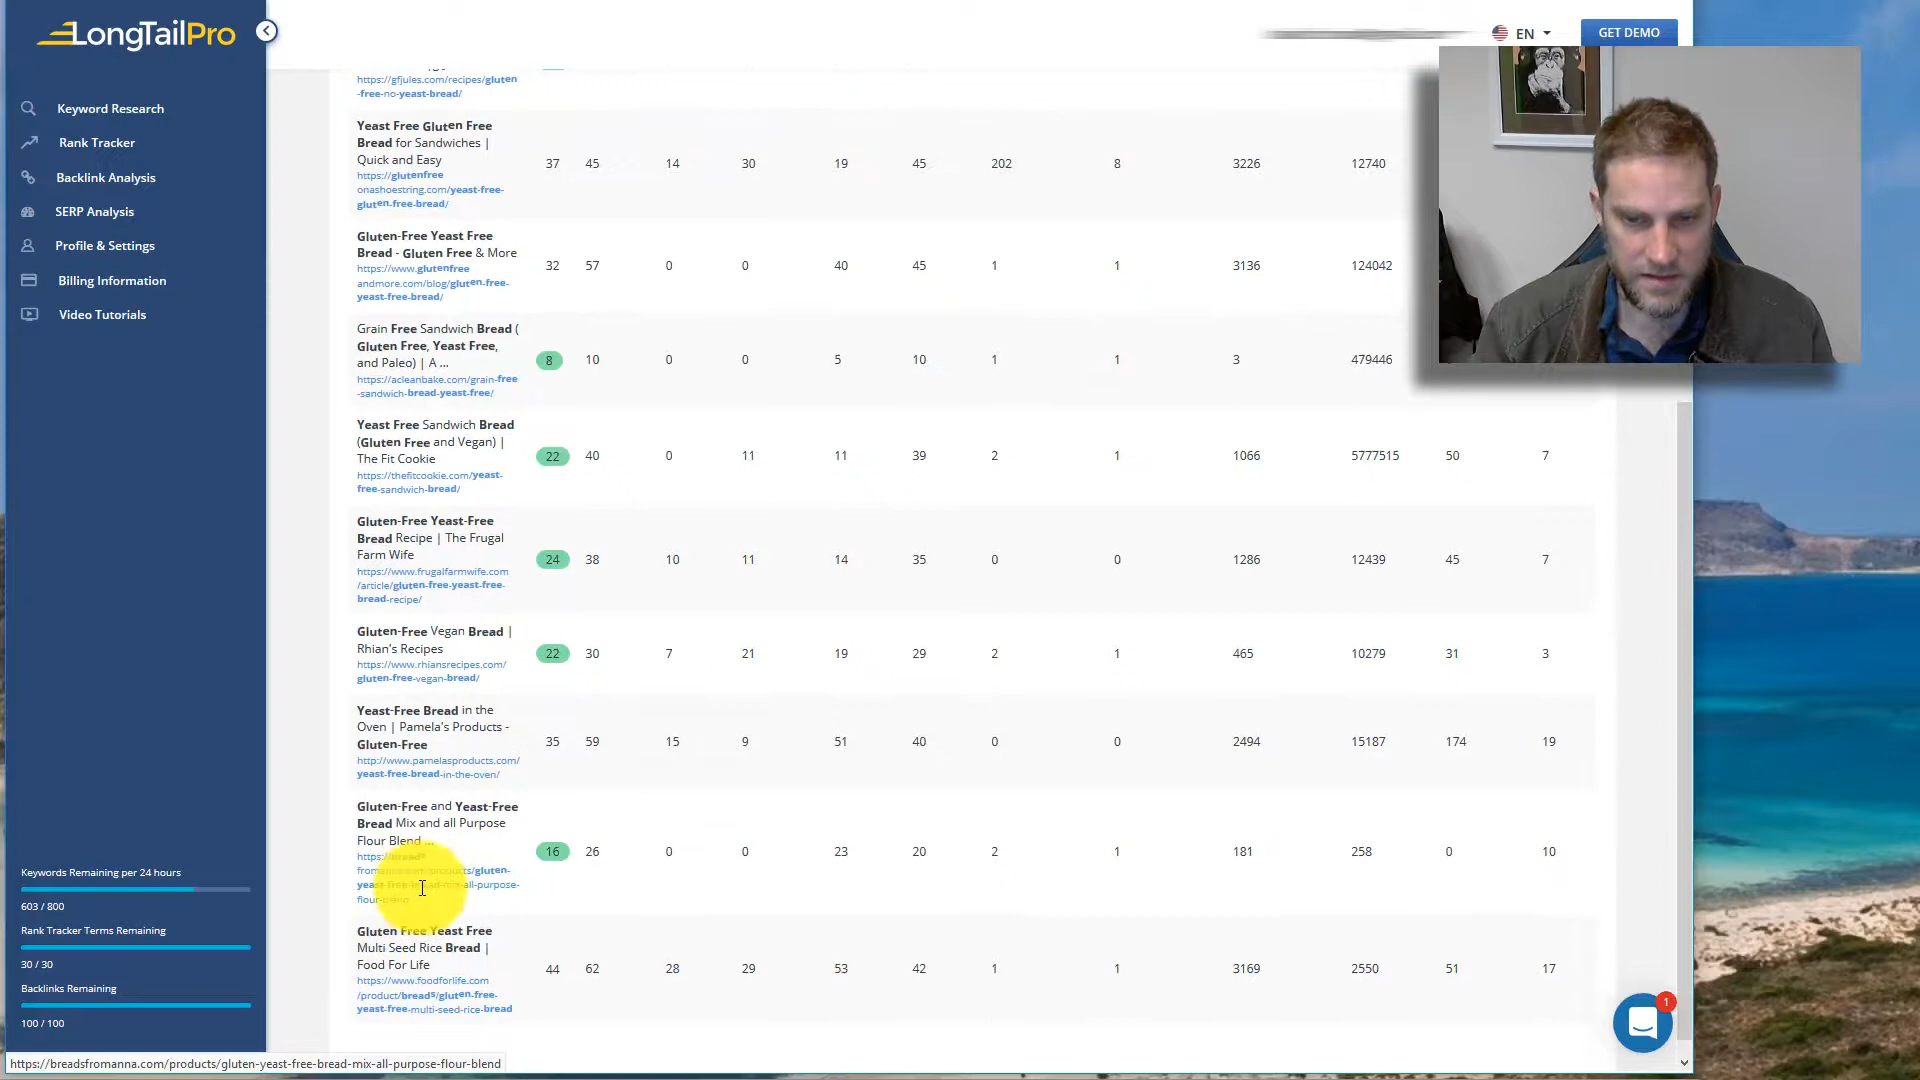 LongTailPro
EN
GET DEMO
Keyword Research
Rank Tracker
Backlink Analysis
SERP Analysis
Profile & Settings
Billing Information
Video Tutorials
Keywords Remaining per 24 hours
603 / 800
Rank Tracker Terms Remaining
30 / 30
Backlinks Remaining
100 / 100
https://gfjules.com/recipes/gluten
-free-no-yeast-bread/
Yeast Free Gluten Free
Bread for Sandwiches |
Quick and Easy
https://glutenfree
onashoestring.com/yeast-free-
gluten-free-bread/
37 45 14 30 19 45 202 8 3226 12740
Gluten-Free Yeast Free
Bread - Gluten Free & More
https://www.glutenfree
andmore.com/blog/gluten-free-
yeast-free-bread/
32 57 0 0 40 45 1 1 3136 124042
Grain Free Sandwich Bread (
Gluten Free, Yeast Free,
and Paleo) | A ...
https://acleanbake.com/grain-free
-sandwich-bread-yeast-free/
8 10 0 0 5 10 1 1 3 479446
Yeast Free Sandwich Bread
(Gluten Free and Vegan) |
The Fit Cookie
https://thefitcookie.com/yeast-
free-sandwich-bread/
22 40 0 11 11 39 2 1 1066 5777515 50 7
Gluten-Free Yeast-Free
Bread Recipe | The Frugal
Farm Wife
https://www.frugalfarmwife.com
/article/gluten-free-yeast-free-
bread-recipe/
24 38 10 11 14 35 0 0 1286 12439 45 7
Gluten-Free Vegan Bread |
Rhian's Recipes
https://www.rhiansrecipes.com/
gluten-free-vegan-bread/
22 30 7 21 19 29 2 1 465 10279 31 3
Yeast-Free Bread in the
Oven | Pamela's Products -
Gluten-Free
http://www.pamelasproducts.com/
yeast-free-bread-in-the-oven/
35 59 15 9 51 40 0 0 2494 15187 174 19
Gluten-Free and Yeast-Free
Bread Mix and all Purpose
Flour Blend ...
https://breads
fromanna.com/products/gluten-
yeast-free-bread-mix-all-purpose-
flour-blend
16 26 0 0 23 20 2 1 181 258 0 10
Gluten Free Yeast Free
Multi Seed Rice Bread |
Food For Life
https://www.foodforlife.com
/product/breads/gluten-free-
yeast-free-multi-seed-rice-bread
44 62 28 29 53 42 1 1 3169 2550 51 17
1
https://breadsfromanna.com/products/gluten-yeast-free-bread-mix-all-purpose-flour-blend